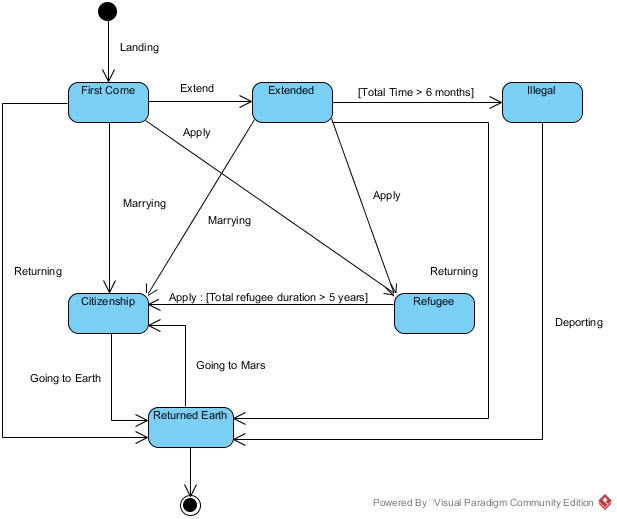 Landing
First Come
Extend
Extended
[Total Time > 6 months]
Illegal
Apply
Marrying
Marrying
Apply
Returning
Returning
Citizenship
Apply : [Total refugee duration > 5 years]
Refugee
Deporting
Going to Earth
Going to Mars
Returned Earth
Powered By Visual Paradigm Community Edition